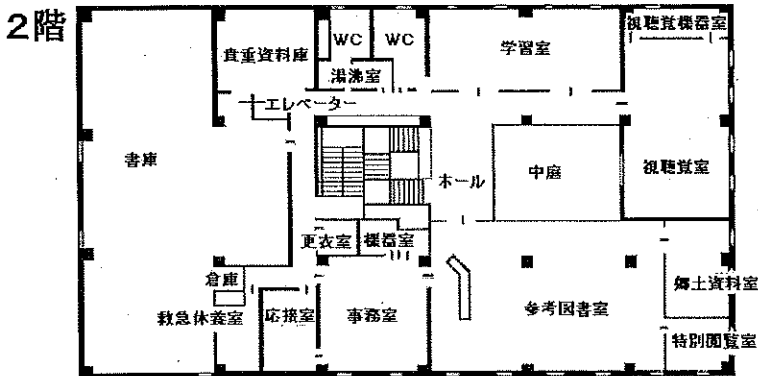 2階
視聴覚機器室
WC
WC
学習室
貴重資料庫
湯沸室
エレベーター
書庫
ホール
中庭
視聴覚室
更衣室
機器室
倉庫
郷土資料室
救急休養室
応接室
事務室
参考図書室
特別閲覧室